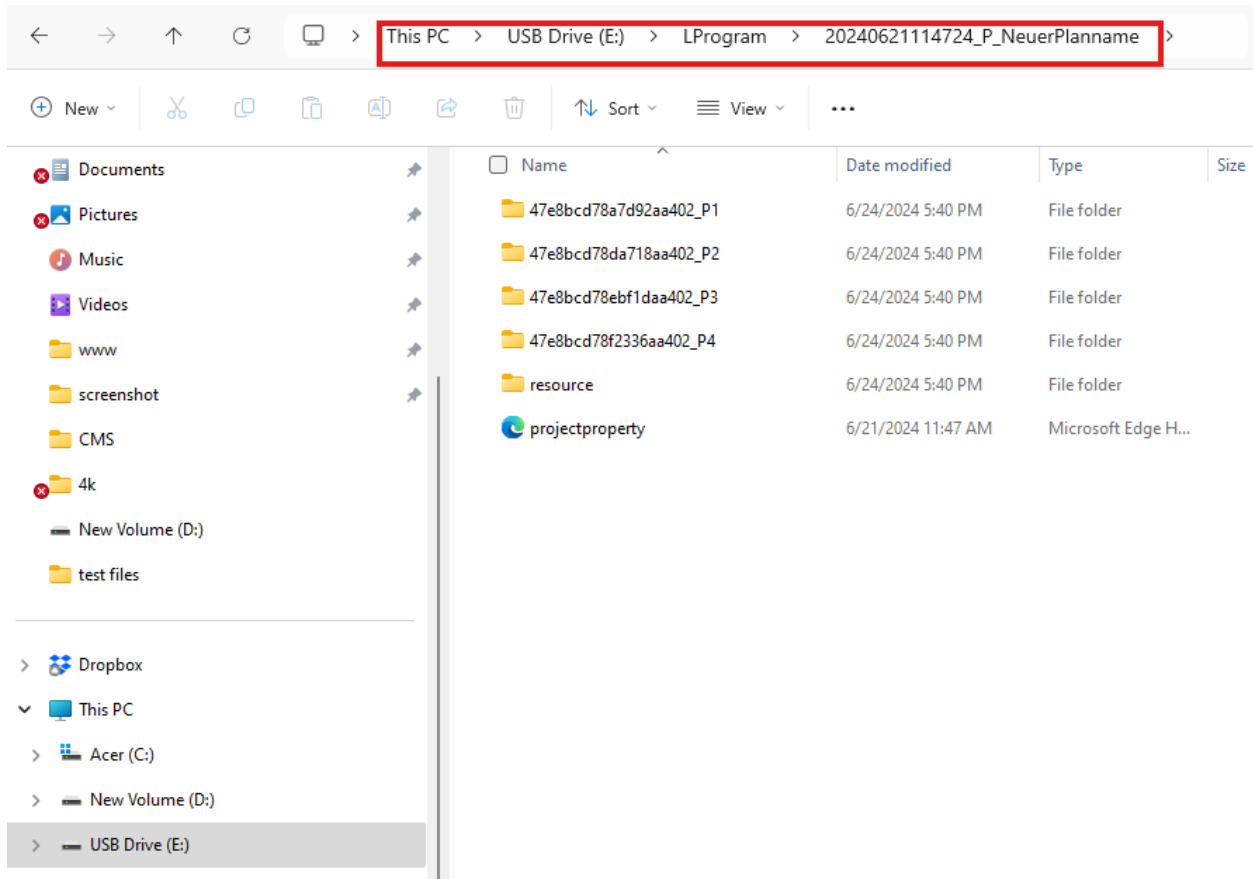 This PC > USB Drive (E:) > LProgram > 20240621114724_P_NeuerPlanname >
New Sort View ...
Documents
Pictures
Music
Videos
www
screenshot
CMS
4k
New Volume (D:)
test files
Dropbox
This PC
Acer (C:)
New Volume (D:)
USB Drive (E:)
Name Date modified Type Size
47e8bcd78a7d92aa402_P1 6/24/2024 5:40 PM File folder
47e8bcd78da718aa402_P2 6/24/2024 5:40 PM File folder
47e8bcd78ebf1daa402_P3 6/24/2024 5:40 PM File folder
47e8bcd78f2336aa402_P4 6/24/2024 5:40 PM File folder
resource 6/24/2024 5:40 PM File folder
projectproperty 6/21/2024 11:47 AM Microsoft Edge H...